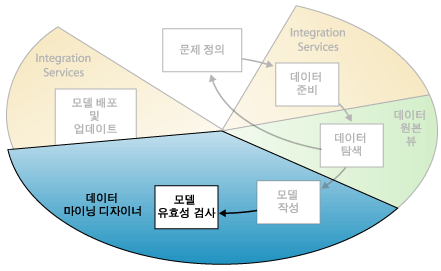 Integration
Services
문제 정의
Integration
Services
데이터
준비
모델 배포
및
업데이트
데이터
원본
뷰
데이터
탐색
데이터
마이닝 디자이너
모델
유효성 검사
모델
작성